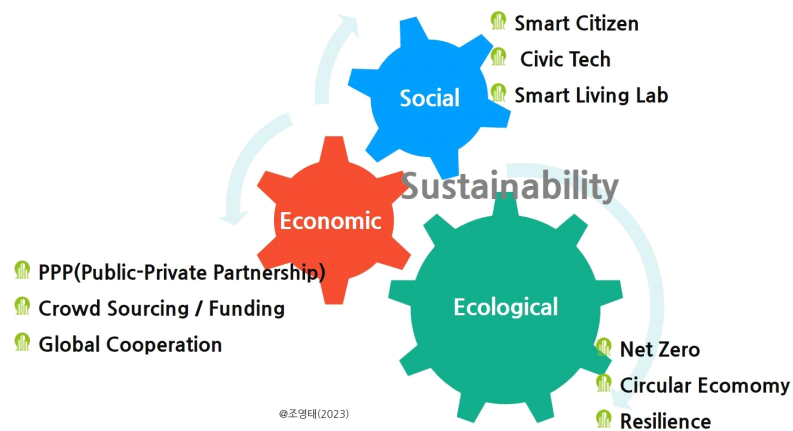 Smart Citizen
Civic Tech
Smart Living Lab
Social
Sustainability
Economic
PPP(Public-Private Partnership)
Crowd Sourcing / Funding
Global Cooperation
Ecological
Net Zero
Circular Ecomomy
Resilience
@조영태(2023)